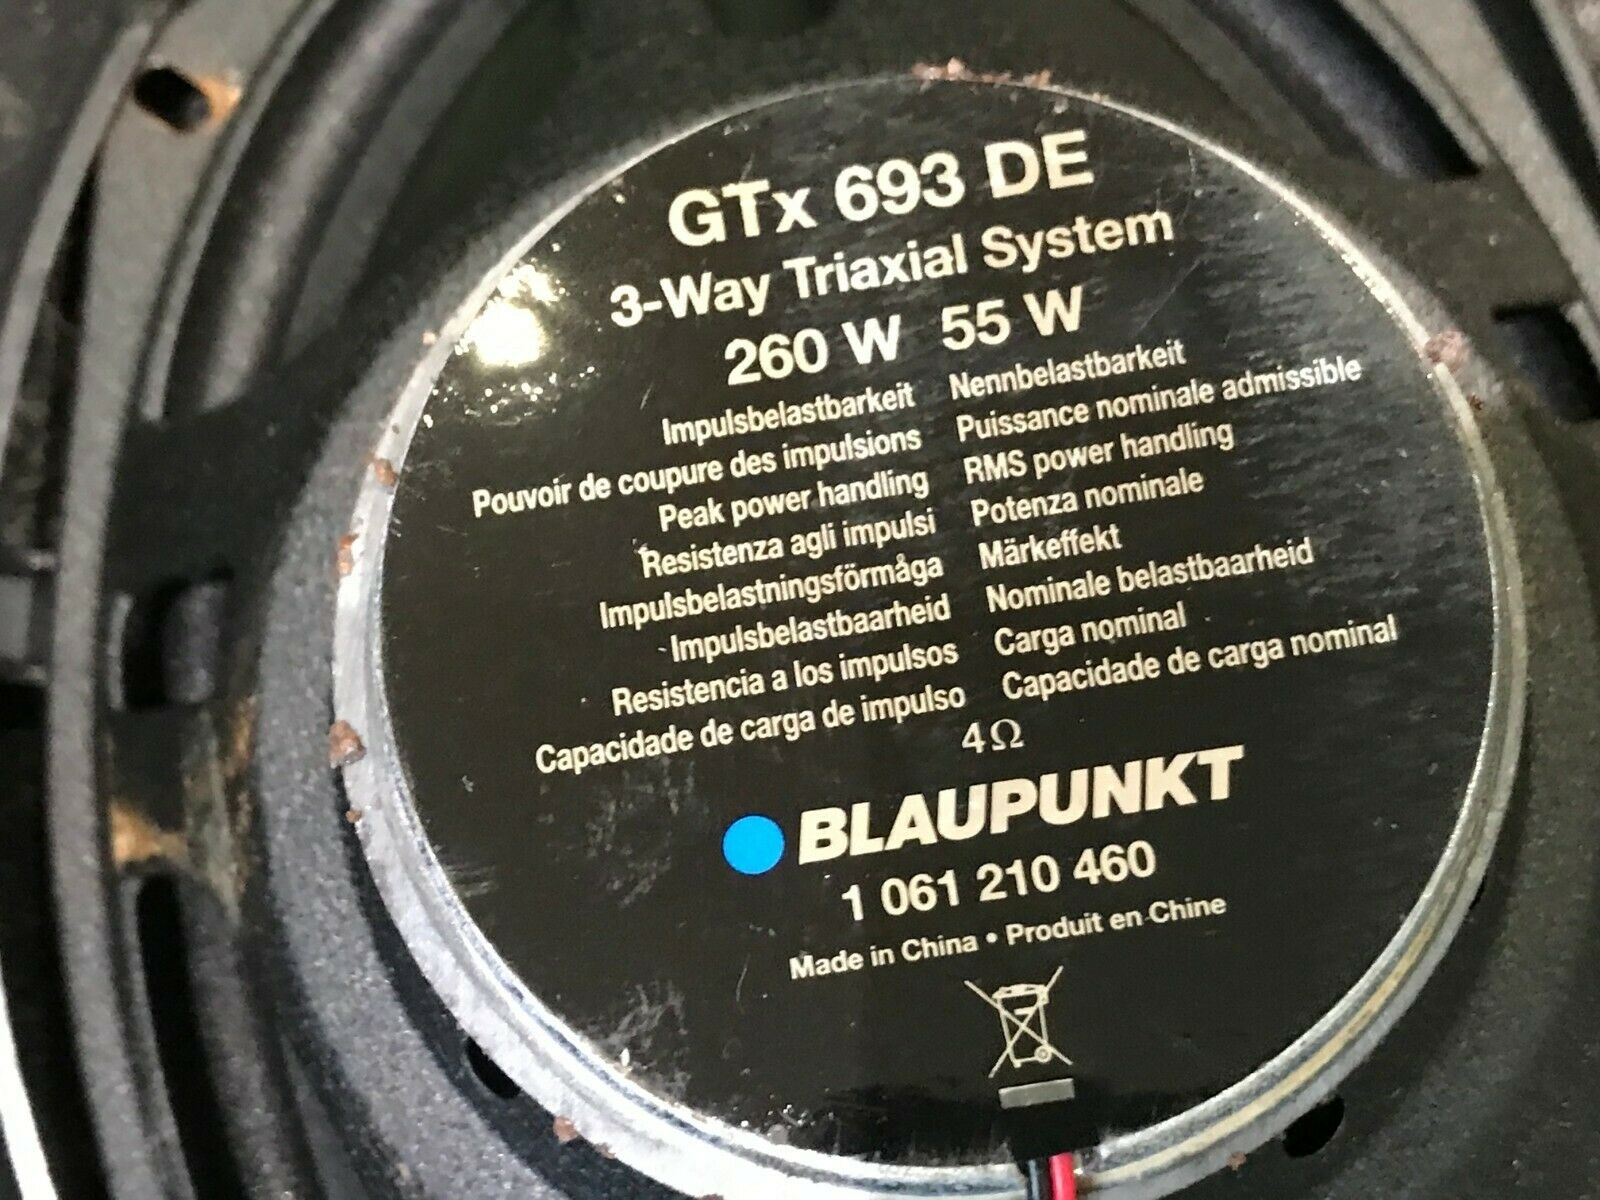 GTx 693 DE
3-Way Triaxial System
260 W 55 W
Impulsbelastbarkeit Nennbelastbarkeit
Pouvoir de coupure des impulsions Puissance nominale admissible
Peak power handling RMS power handling
Resistenza agli impulsi Potenza nominale
Impulsbelastningsförmåga Märkeffekt
Impulsbelastbaarheid Nominale belastbaarheid
Resistencia a los impulsos Carga nominal
Capacidade de carga de impulso Capacidade de carga nominal
4Ω
BLAUPUNKT
1 061 210 460
Made in China • Produit en Chine